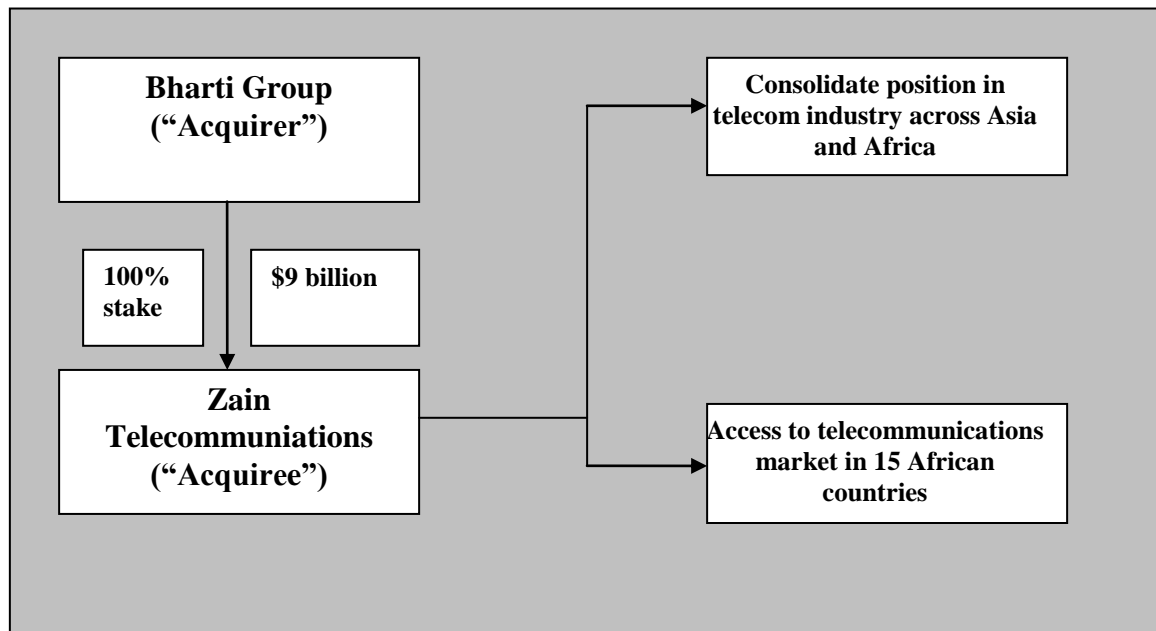 Bharti Group
(“Acquirer”)
Consolidate position in
telecom industry across Asia
and Africa
100%
stake
$9 billion
Zain
Telecommuniations
(“Acquiree”)
Access to telecommunications
market in 15 African
countries